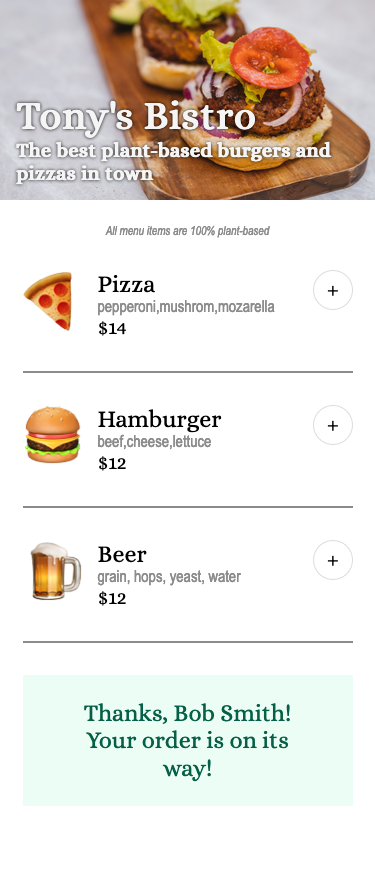 Tony's Bistro
The best plant-based burgers and
pizzas in town
All menu items are 100% plant-based
Pizza
pepperoni,mushrom,mozarella
$14
+
Hamburger
beef,cheese,lettuce
$12
+
Beer
grain, hops, yeast, water
$12
+
Thanks, Bob Smith!
Your order is on its
way!